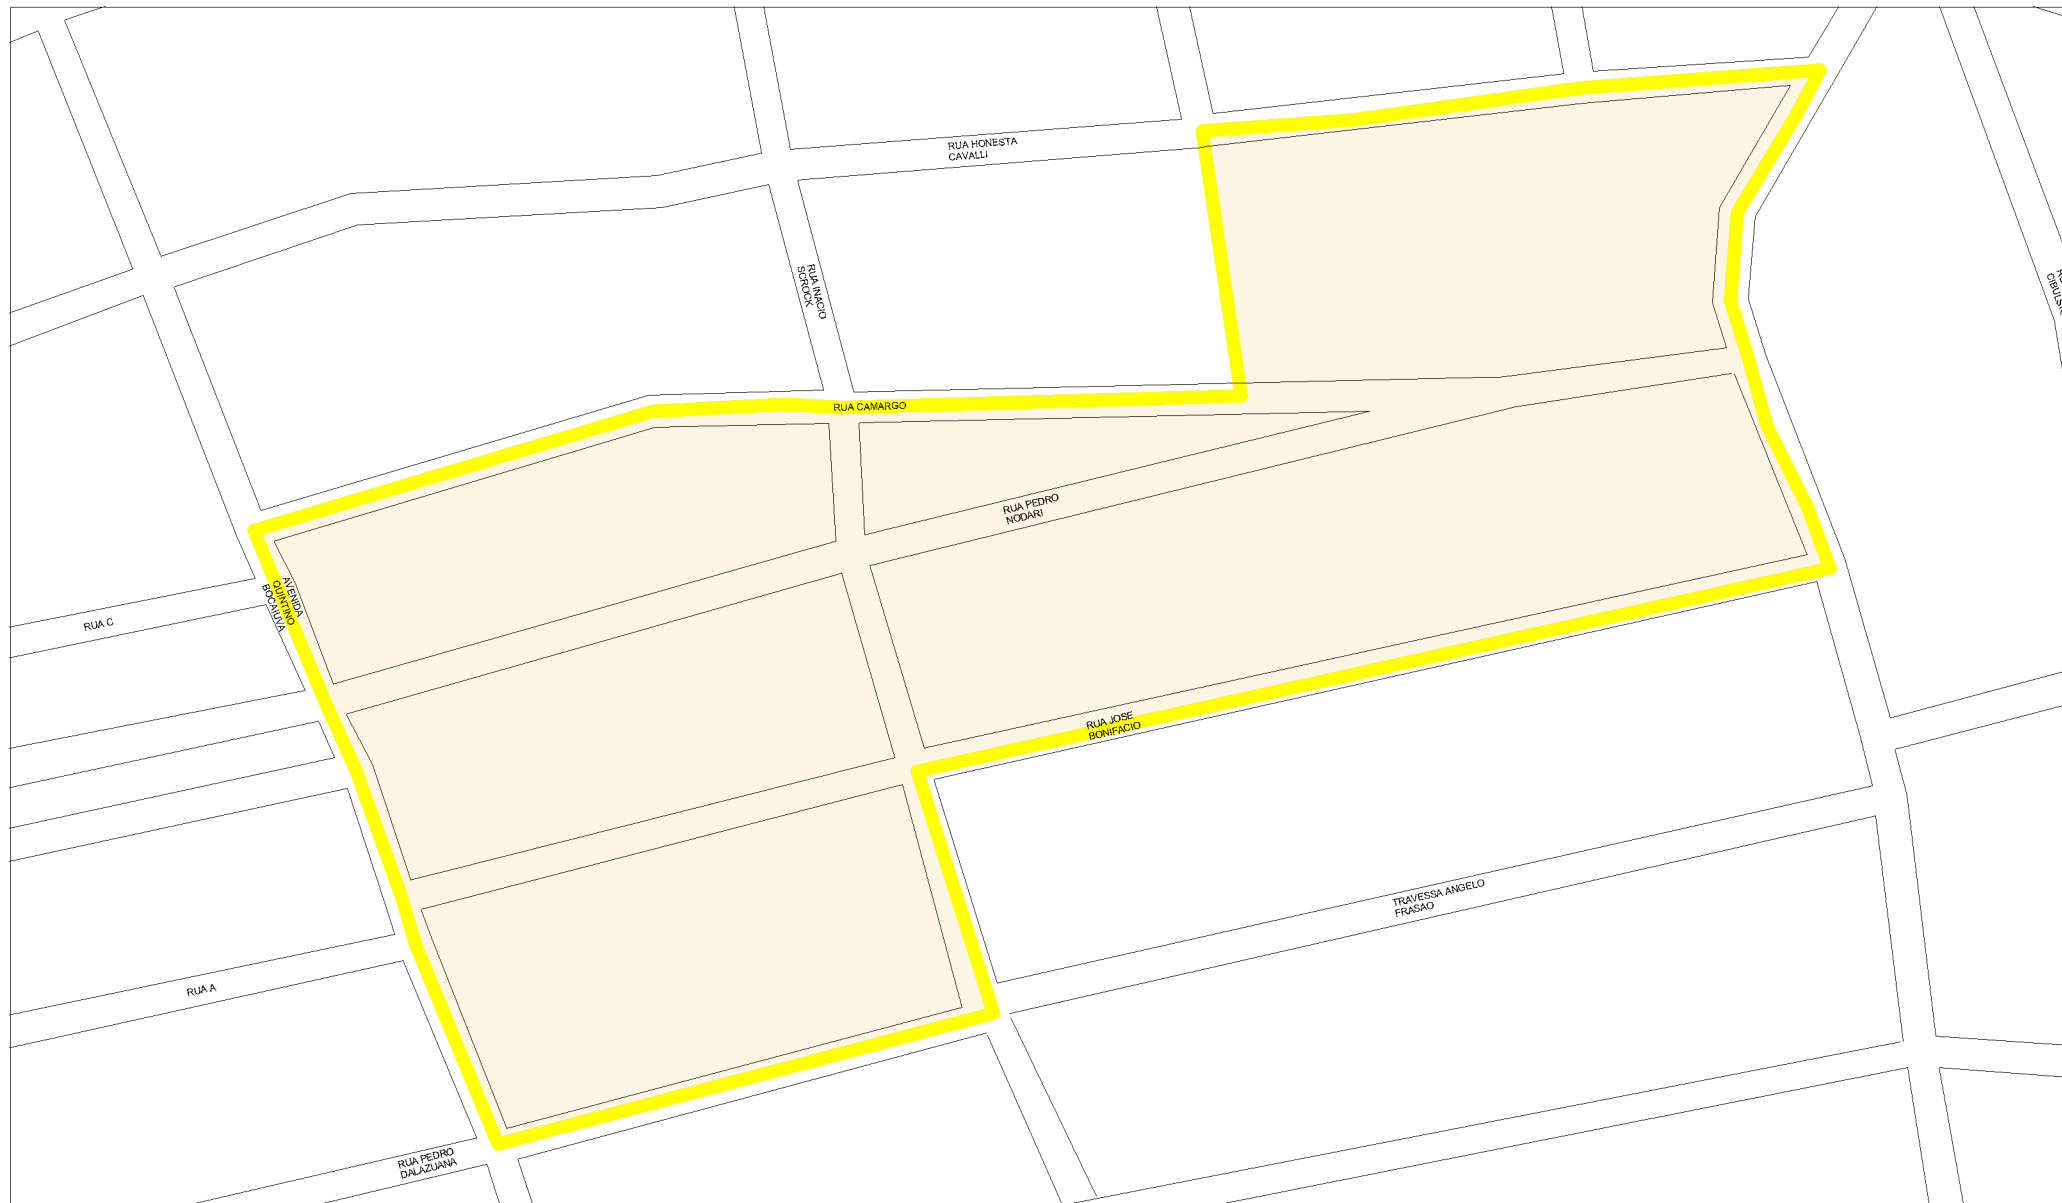 RUA HONESTA
CAVALLI
RUA INACIO
SCROCK
RUA CAMARGO
RUA PEDRO
NODARI
AVENIDA
QUINTINO
BOCAIUVA
RUA C
RUA JOSE
BONIFACIO
TRAVESSA ANGELO
FRASAO
RUA A
RUA PEDRO
DALAZUANA